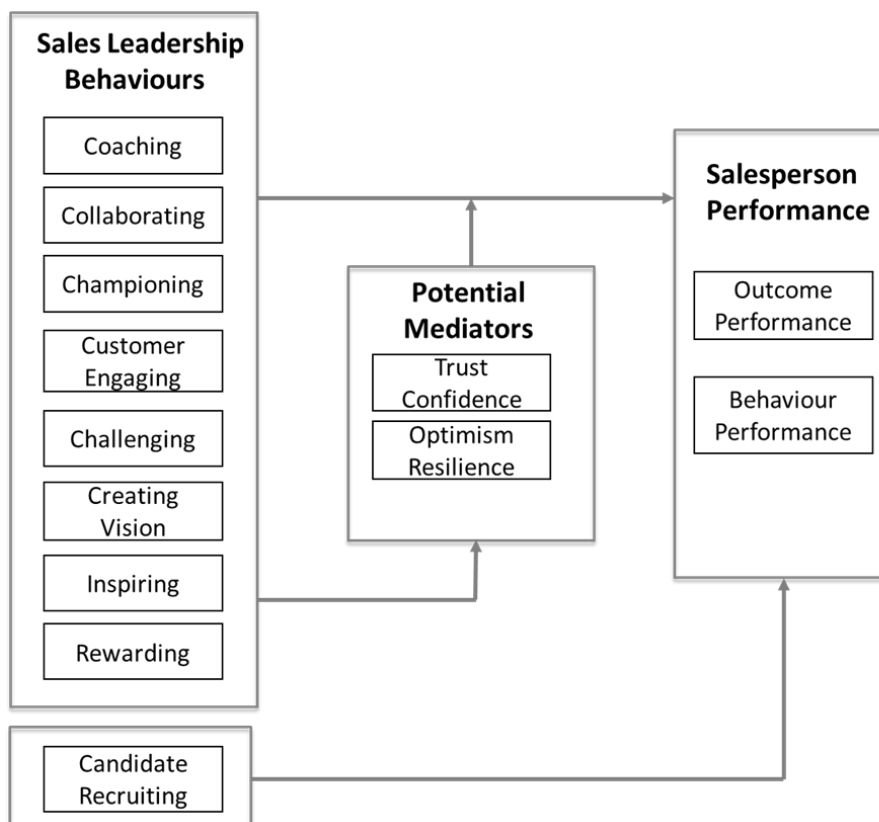 Sales Leadership
Behaviours
Coaching
Collaborating
Championing
Customer
Engaging
Challenging
Creating
Vision
Inspiring
Rewarding
Candidate
Recruiting
Potential
Mediators
Trust
Confidence
Optimism
Resilience
Salesperson
Performance
Outcome
Performance
Behaviour
Performance